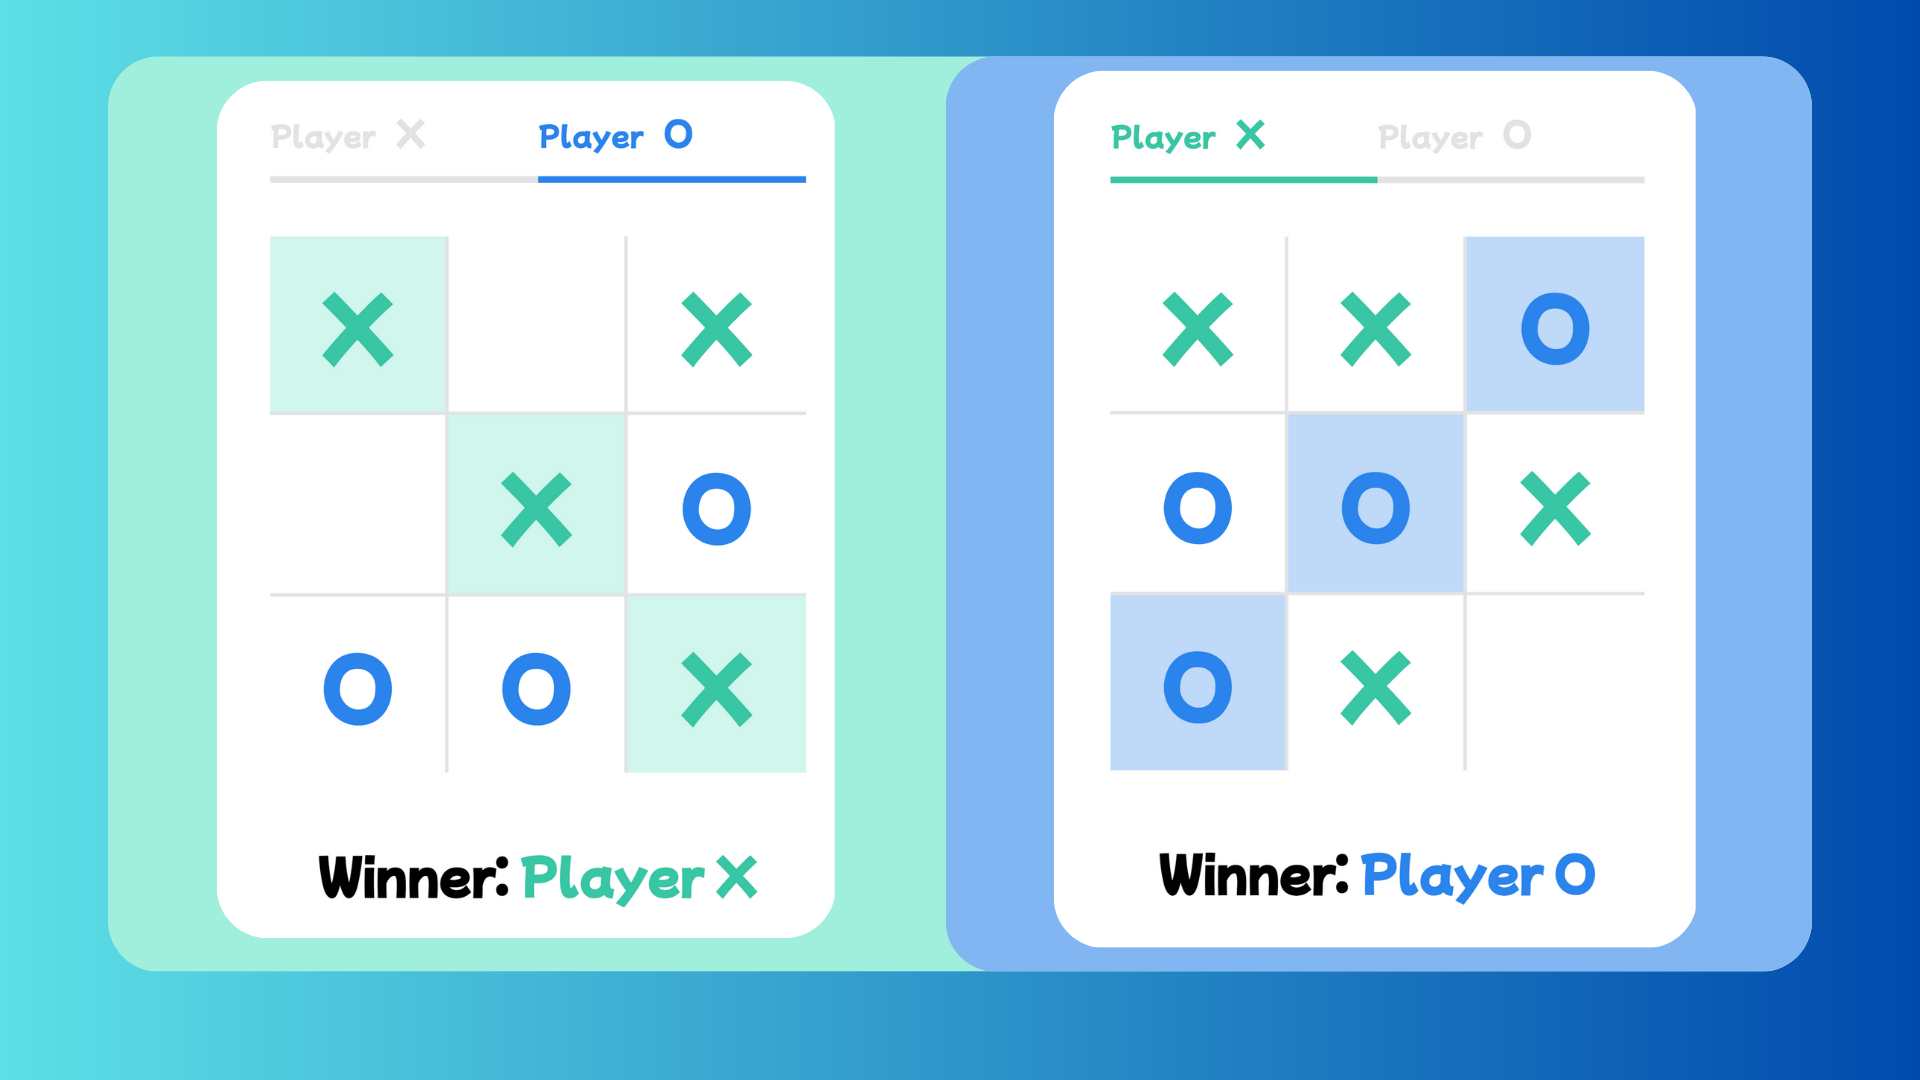 Player X Player O
X X
X O
O O X
Winner: Player X
Player X Player O
X X O
O O X
O X
Winner: Player O